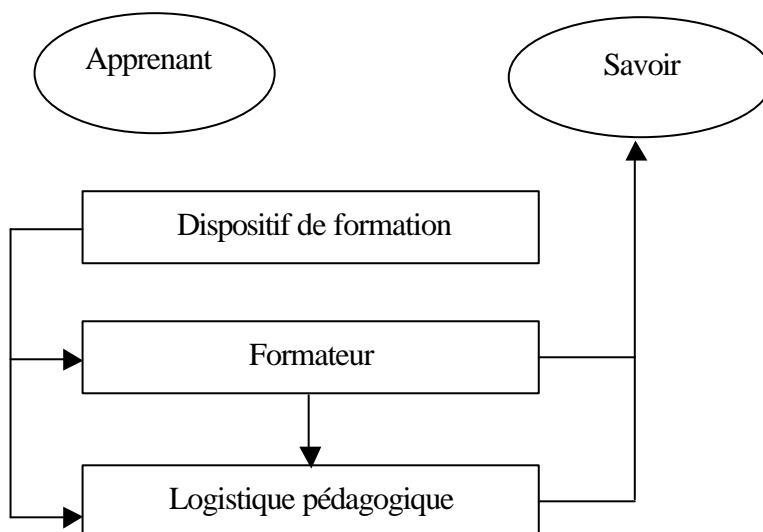 Apprenant
Savoir
Dispositif de formation
Formateur
Logistique pédagogique